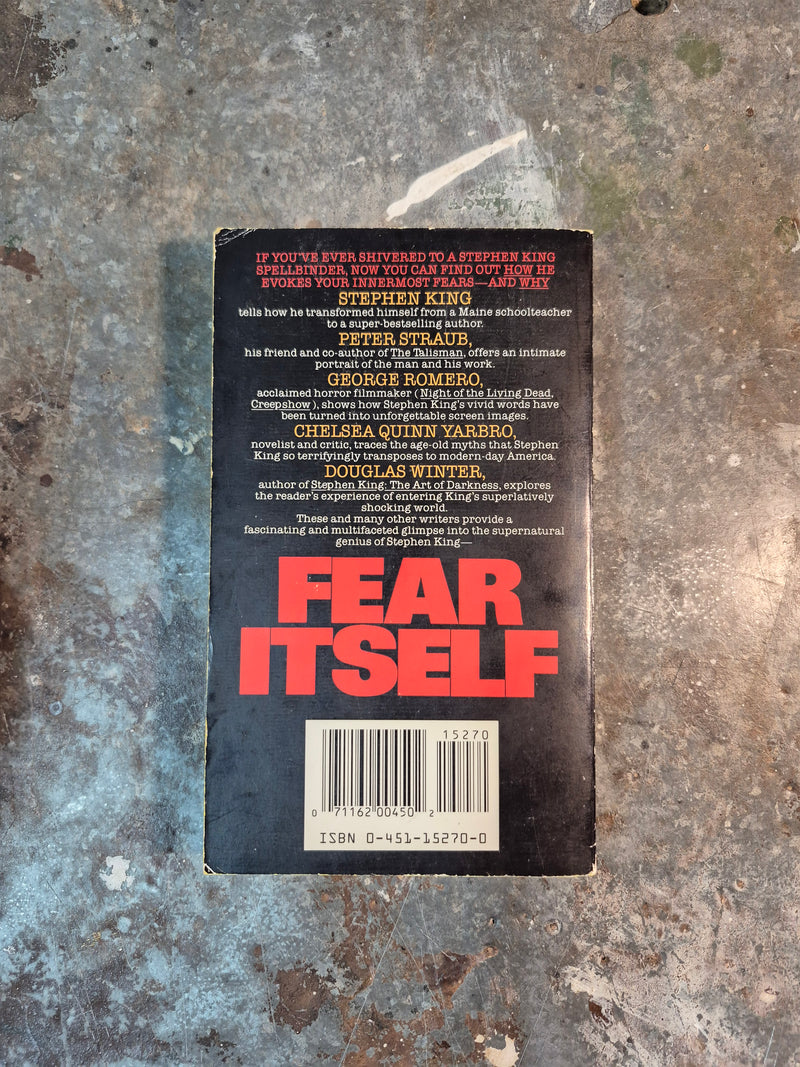 IF YOU'VE EVER SHIVERED TO A STEPHEN KING
SPELLBINDER, NOW YOU CAN FIND OUT HOW HE
EVOKES YOUR INNERMOST FEARS—AND WHY
STEPHEN KING
tells how he transformed himself from a Maine schoolteacher
to a super-bestselling author.
PETER STRAUB,
his friend and co-author of The Talisman, offers an intimate
portrait of the man and his work.
GEORGE ROMERO,
acclaimed horror filmmaker (Night of the Living Dead,
Creepshow), shows how Stephen King's vivid words have
been turned into unforgettable screen images.
CHELSEA QUINN YARBRO,
novelist and critic, traces the age-old myths that Stephen
King so terrifyingly transposes to modern-day America.
DOUGLAS WINTER,
author of Stephen King: The Art of Darkness, explores
the reader's experience of entering King's superlatively
shocking world.
These and many other writers provide a
fascinating and multifaceted glimpse into the supernatural
genius of Stephen King—
FEAR
ITSELF
15270
0 71162 00450 2
ISBN 0-451-15270-0